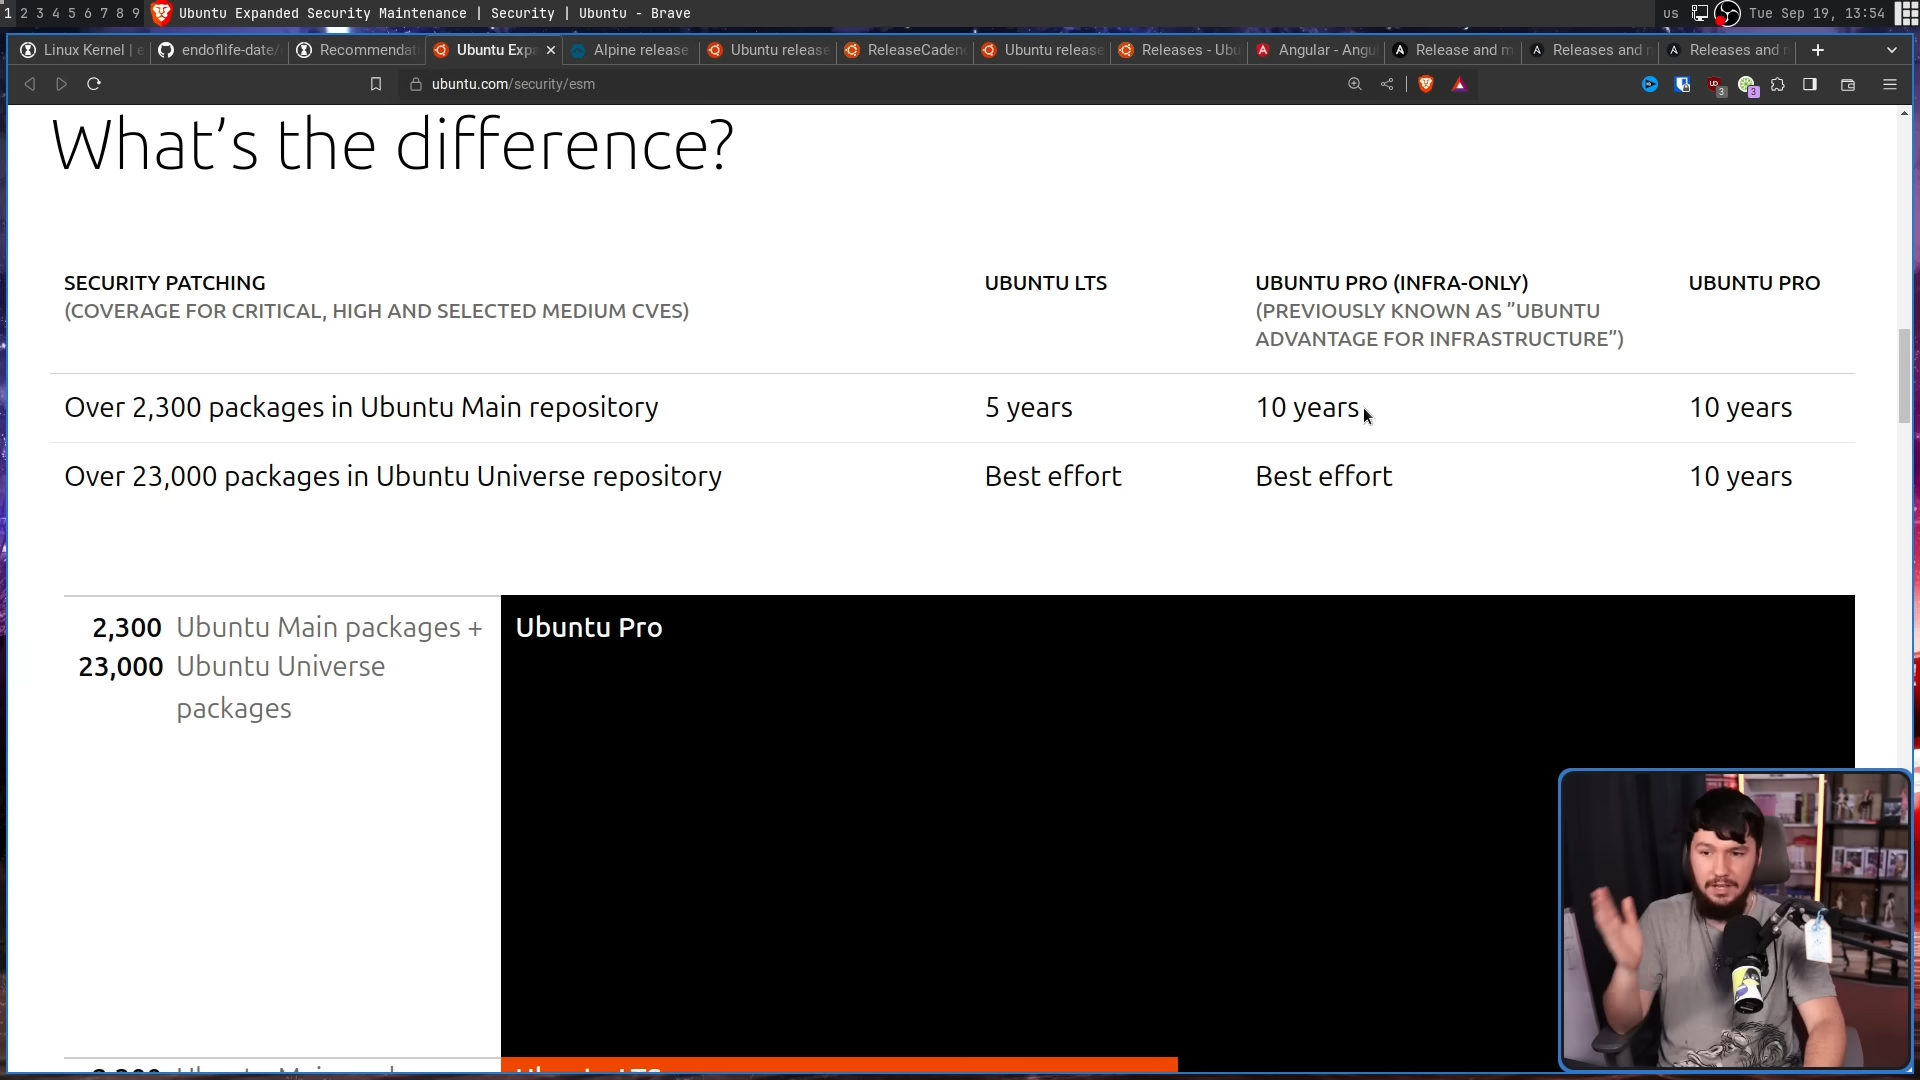 1 2 3 4 5 6 7 8 9 Ubuntu Expanded Security Maintenance | Security | Ubuntu - Brave us Tue Sep 19, 13:54
Linux Kernel | e endoflife-date/ Recommendat Ubuntu Exp Alpine release Ubuntu release ReleaseCaden Ubuntu release Releases - Ubu Angular - Angu Release and m Releases and m Releases and m
ubuntu.com/security/esm
3 3
What's the difference?
SECURITY PATCHING UBUNTU LTS UBUNTU PRO (INFRA-ONLY) UBUNTU PRO
(COVERAGE FOR CRITICAL, HIGH AND SELECTED MEDIUM CVES) (PREVIOUSLY KNOWN AS ”UBUNTU
ADVANTAGE FOR INFRASTRUCTURE”)
Over 2,300 packages in Ubuntu Main repository 5 years 10 years 10 years
Over 23,000 packages in Ubuntu Universe repository Best effort Best effort 10 years
2,300 Ubuntu Main packages + Ubuntu Pro
23,000 Ubuntu Universe
packages